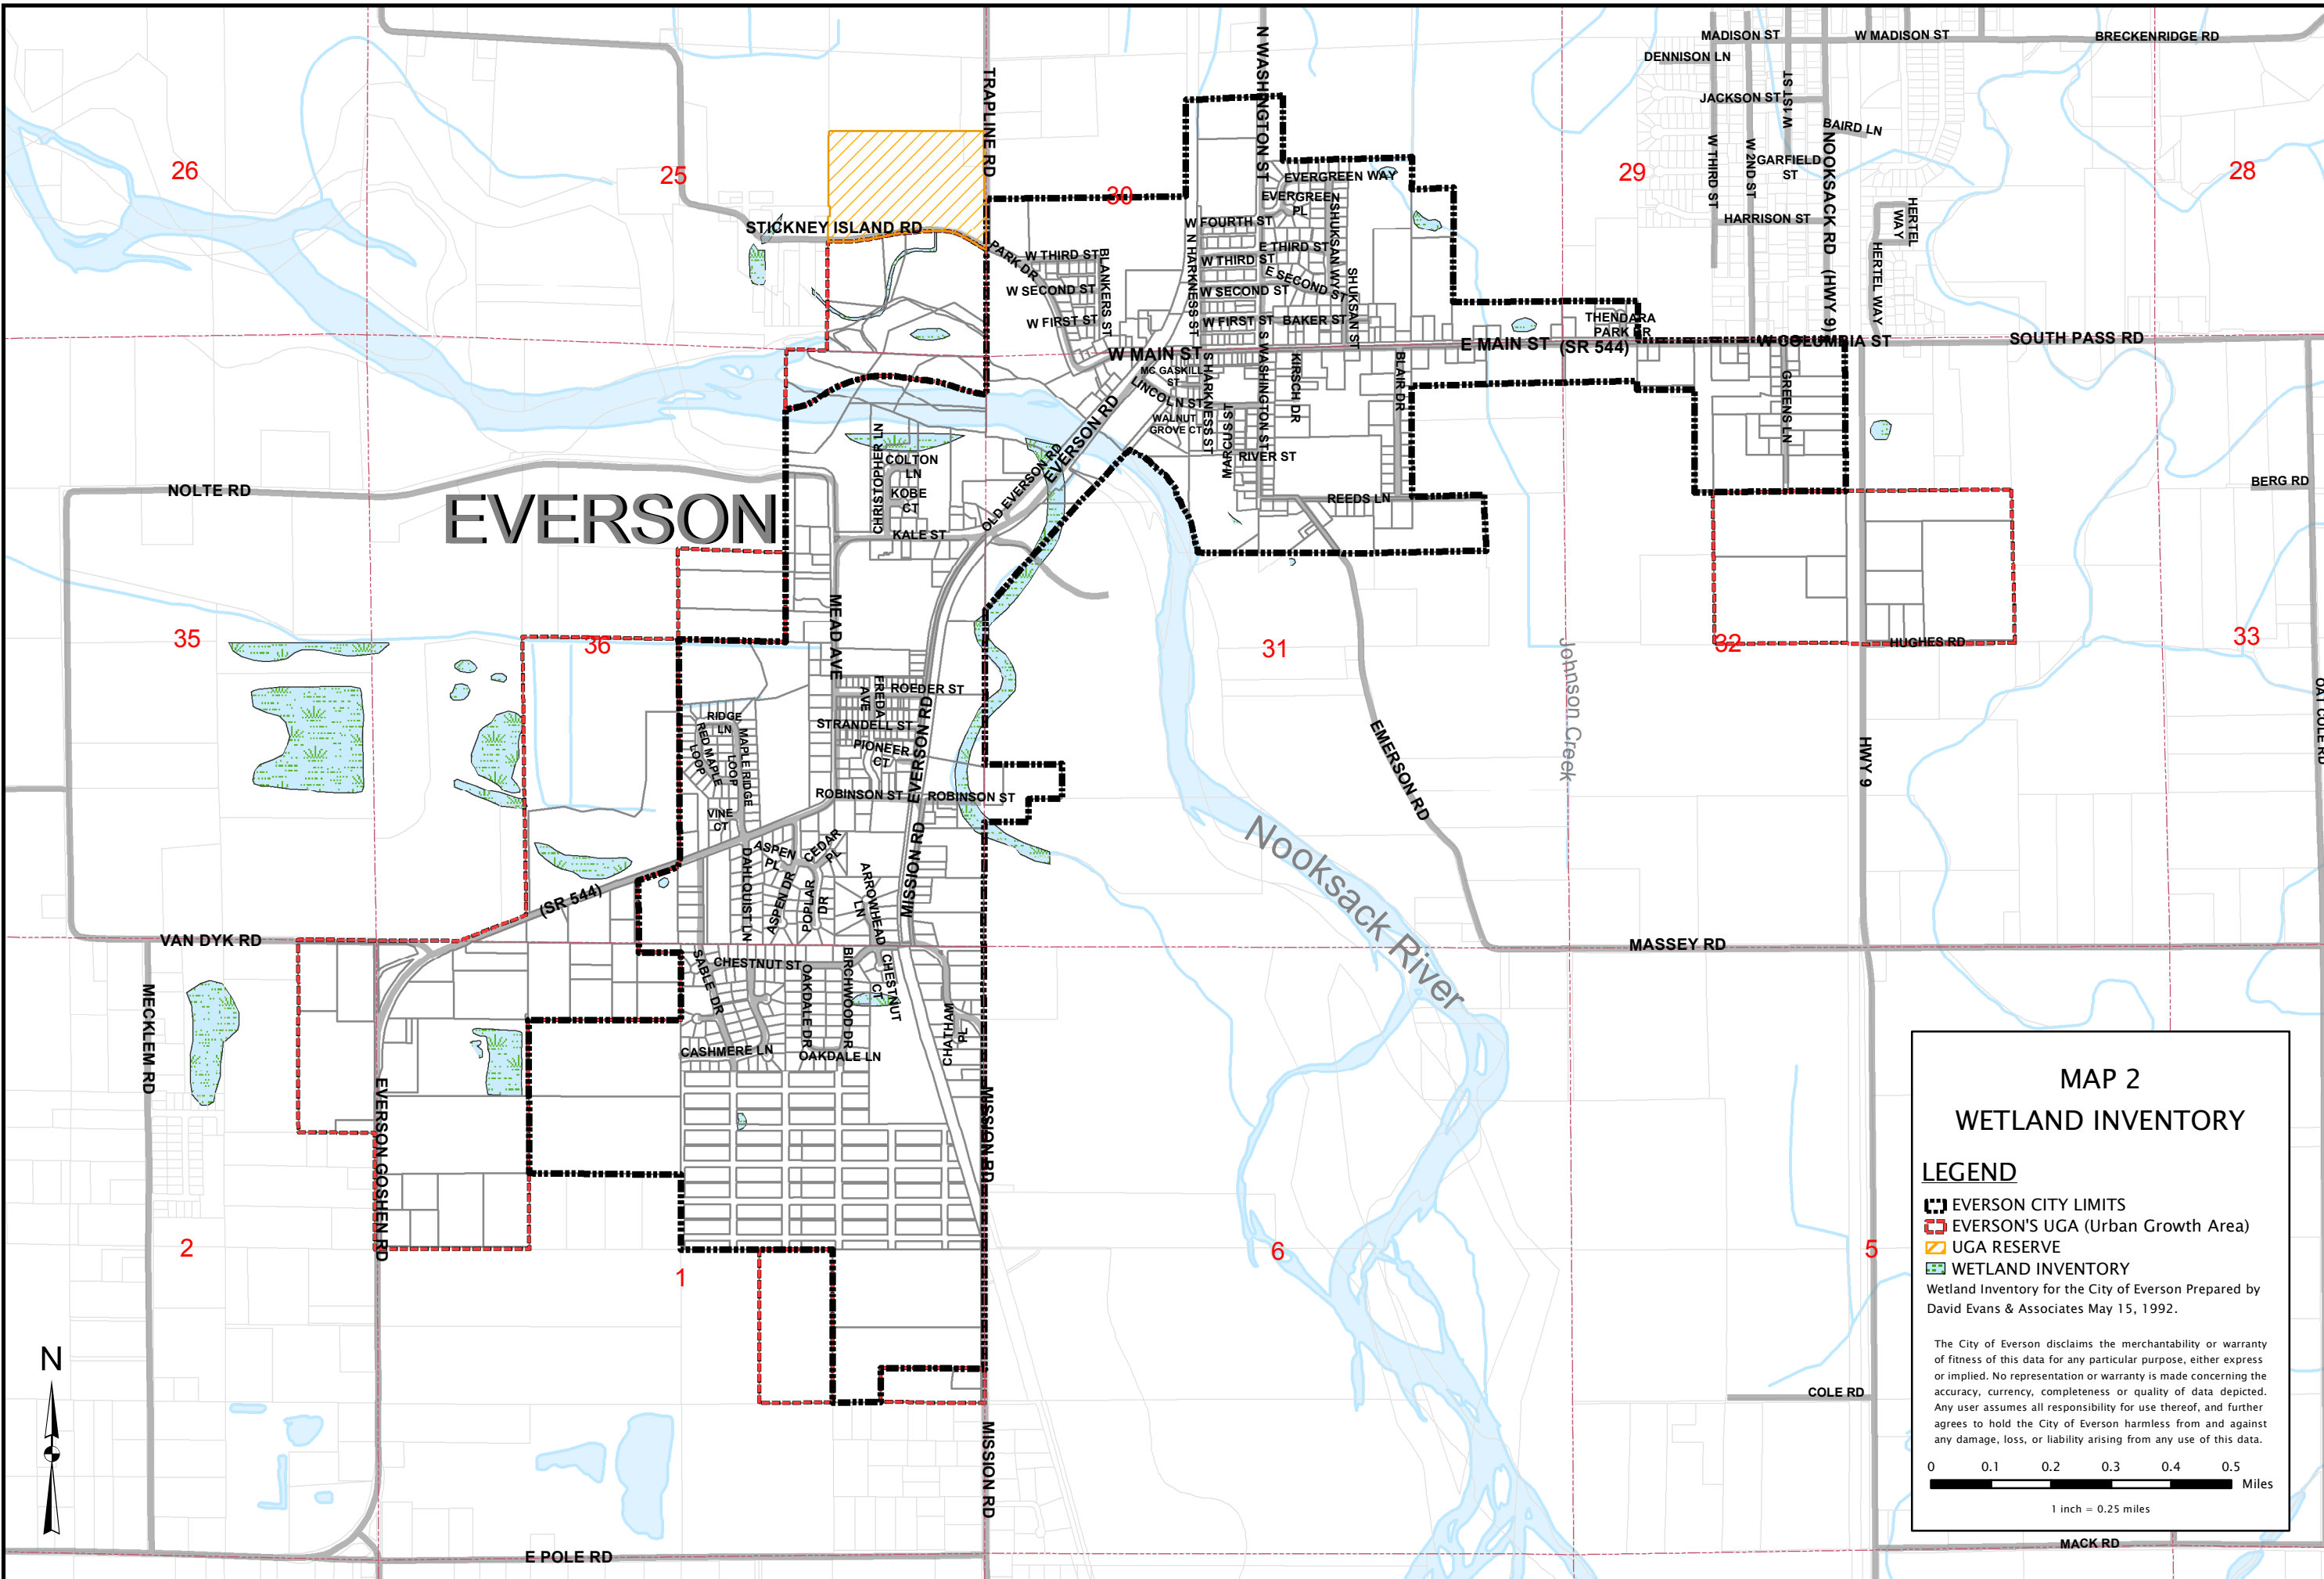 MADISON ST
W MADISON ST
BRECKENRIDGE RD
DENNISON LN
JACKSON ST
W 1ST ST
BAIRD LN
NOOKSACK RD (HWY 9)
W THIRD ST
W 2ND ST
GARFIELD
ST
HARRISON ST
HERTEL
WAY
HERTEL WAY
26
25
30
29
28
TRAPLINE RD
N WASHINGTON ST
EVERGREEN WAY
EVERGREEN
PL
SHUKSAN WY
STICKNEY ISLAND RD
PARK DR
W THIRD ST
W SECOND ST
W FIRST ST
BLANKERS ST
W FOURTH ST
N HARKNESS ST
W THIRD ST
E THIRD ST
W SECOND ST
E SECOND ST
SHUKSAN ST
W FIRST ST
BAKER ST
THENDARA
PARK DR
W MAIN ST
E MAIN ST (SR 544)
W COLUMBIA ST
SOUTH PASS RD
MC GASKILL
ST
LINCOLN ST
S HARKNESS ST
S WASHINGTON ST
KIRSCH DR
BLAIR DR
GREENS LN
WALNUT
GROVE CT
MARCUS ST
RIVER ST
REEDS LN
EVERSON RD
OLD EVERSON RD
CHRISTOPHER LN
COLTON
LN
KOBE
CT
KALE ST
NOLTE RD
EVERSON
BERG RD
35
36
31
32
33
HUGHES RD
OAT COLE RD
Johnson Creek
MEAD AVE
FREDA
AVE
ROEDER ST
STRANDELL ST
PIONEER
CT
EVERSON RD
RIDGE
LN
RED MAPLE
LOOP
MAPLE RIDGE
LOOP
VINE
CT
ROBINSON ST
ROBINSON ST
EMERSON RD
HWY 9
ASPEN
PL
CEDAR
PL
DAHLQUIST LN
ASPEN DR
POPLAR
DR
ARROWHEAD
LN
MISSION RD
Nooksack River
(SR 544)
VAN DYK RD
MASSEY RD
MECKLEM RD
EVERSON GOSHEN RD
SABLE DR
CHESTNUT ST
OAKDALE DR
BIRCHWOOD DR
CHESTNUT
CT
CHATHAM
PL
CASHMERE LN
OAKDALE LN
MISSION RD
2
1
6
5
COLE RD
MISSION RD
E POLE RD
MACK RD
N
MAP 2
WETLAND INVENTORY
LEGEND
EVERSON CITY LIMITS
EVERSON'S UGA (Urban Growth Area)
UGA RESERVE
WETLAND INVENTORY
Wetland Inventory for the City of Everson Prepared by
David Evans & Associates May 15, 1992.
The City of Everson disclaims the merchantability or warranty
of fitness of this data for any particular purpose, either express
or implied. No representation or warranty is made concerning the
accuracy, currency, completeness or quality of data depicted.
Any user assumes all responsibility for use thereof, and further
agrees to hold the City of Everson harmless from and against
any damage, loss, or liability arising from any use of this data.
0 0.1 0.2 0.3 0.4 0.5
Miles
1 inch = 0.25 miles